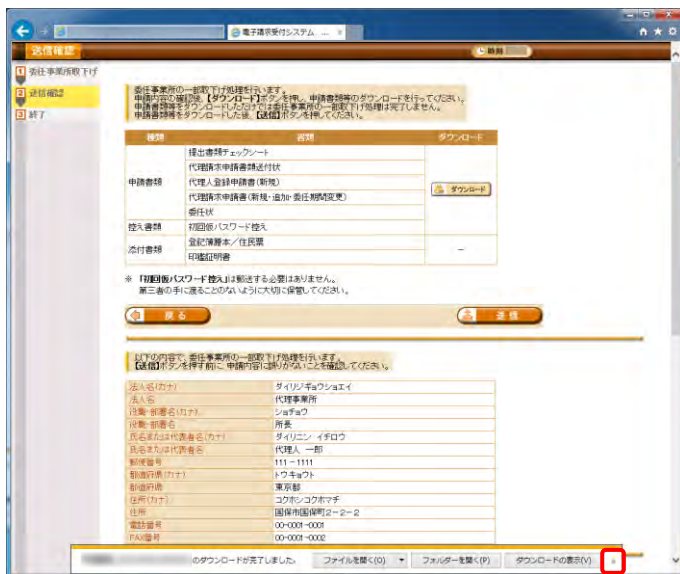 電子請求受付システム ...
送信確認
時刻
1 委任事業所取下げ
2 送信確認
3 終了
委任事業所の一部取下げ処理を行います。
申請内容の確認後、【ダウンロード】ボタンを押し、申請書類等のダウンロードを行ってください。
申請書類等をダウンロードしただけでは委任事業所の一部取下げ処理は完了しません。
申請書類等をダウンロードした後、【送信】ボタンを押してください。
種類 書類 ダウンロード
申請書類
提出書類チェックシート
代理請求申請書類送付状
代理人登録申請書(新規)
代理請求申請書(新規・追加・委任期間変更)
委任状
ダウンロード
控え書類 初回仮パスワード控え
添付書類
登記簿謄本/住民票
印鑑証明書
－
※ 「初回仮パスワード控え」は郵送する必要はありません。
第三者の手に渡ることのないように大切に保管してください。
戻る
送信
以下の内容で、委任事業所の一部取下げ処理を行います。
【送信】ボタンを押す前に、申請内容に誤りがないことを確認してください。
法人名(カナ) ダイリジギョウショエイ
法人名 代理事業所
役職・部署名(カナ) ショチョウ
役職・部署名 所長
氏名または代表者名(カナ) ダイリニン イチロウ
氏名または代表者名 代理人 一郎
郵便番号 111-1111
都道府県(カナ) トウキョウト
都道府県 東京都
住所(カナ) コクホシコクホマチ
住所 国保市国保町2-2-2
電話番号 00-0001-0001
FAX番号 00-0001-0002
のダウンロードが完了しました。 ファイルを開く(O) フォルダーを開く(P) ダウンロードの表示(V) ×